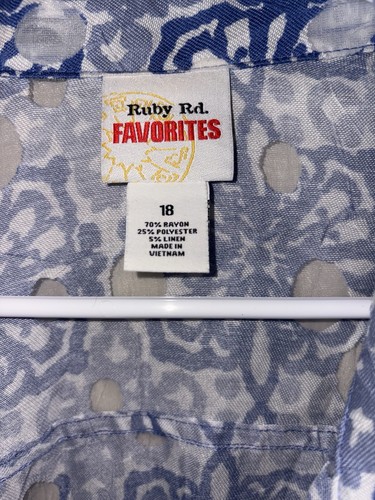 Ruby Rd.
FAVORITES
18
70% RAYON
25% POLYESTER
5% LINEN
MADE IN
VIETNAM